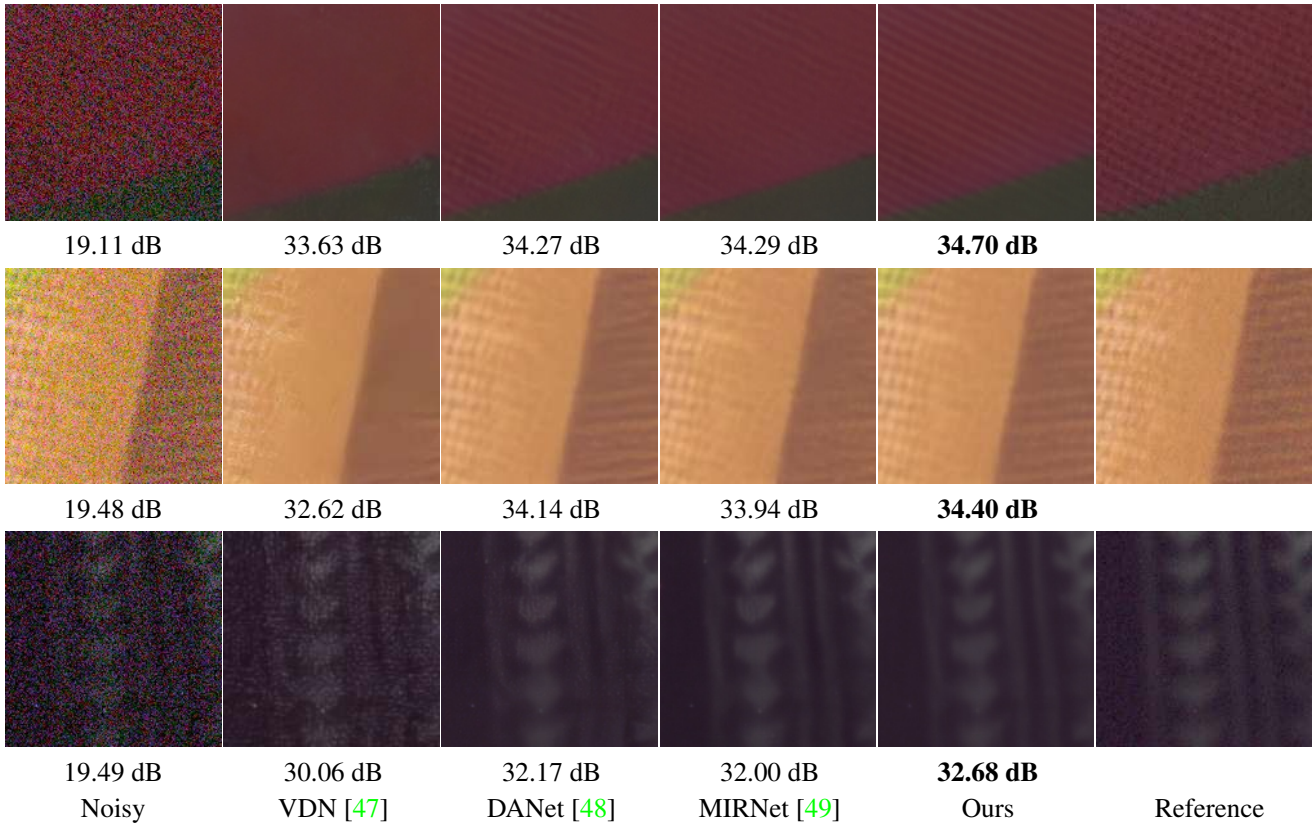 19.11 dB 33.63 dB 34.27 dB 34.29 dB 34.70 dB
19.48 dB 32.62 dB 34.14 dB 33.94 dB 34.40 dB
19.49 dB 30.06 dB 32.17 dB 32.00 dB 32.68 dB
Noisy VDN [47] DANet [48] MIRNet [49] Ours Reference